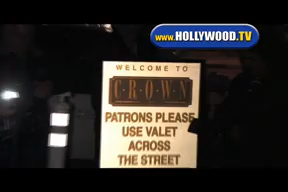 www.HOLLYWOOD.TV
WELCOME TO
CROWN
PATRONS PLEASE
USE VALET
ACROSS
THE STREET